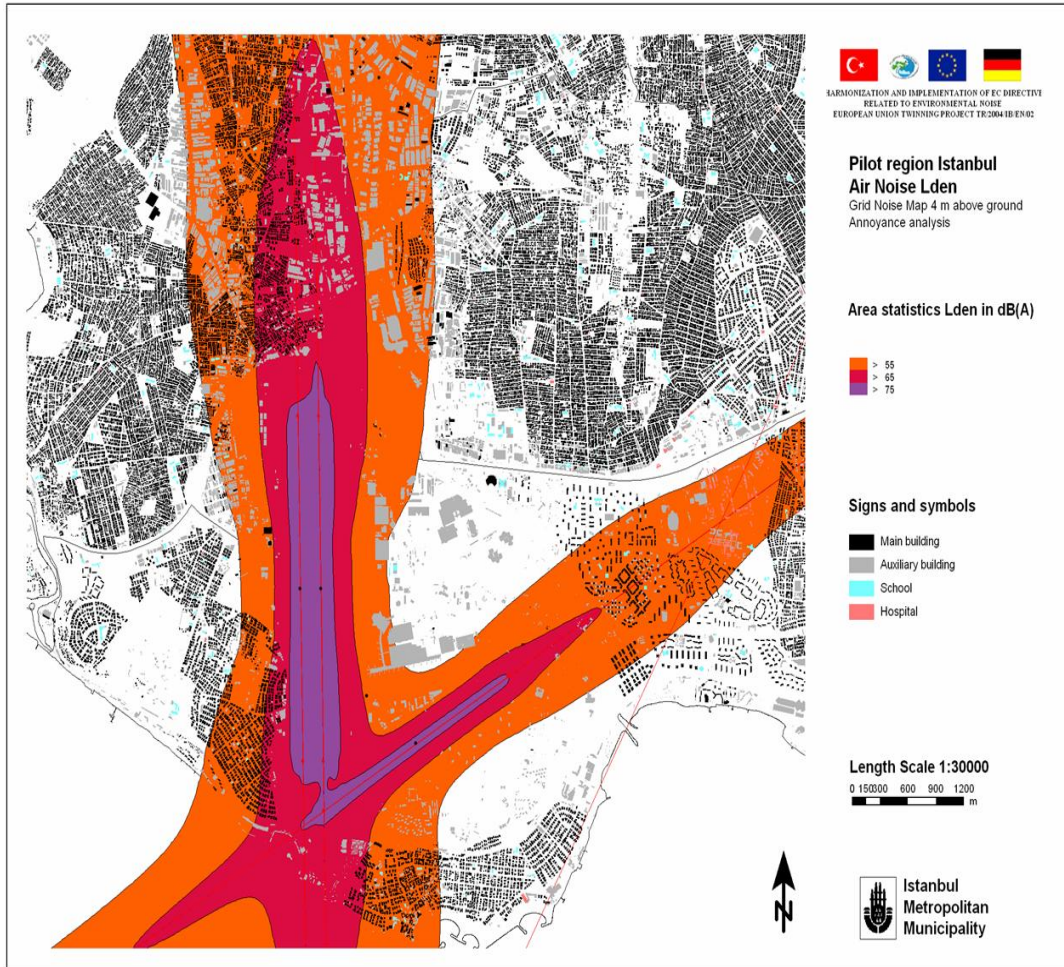 HARMONIZATION AND IMPLEMENTATION OF EC DIRECTIVI
RELATED TO ENVIRONMENTAL NOISE
EUROPEAN UNION TWINNING PROJECT TR/2004/IB/EN/02
Pilot region Istanbul
Air Noise Lden
Grid Noise Map 4 m above ground
Annoyance analysis
Area statistics Lden in dB(A)
> 55
> 65
> 75
Signs and symbols
Main building
Auxiliary building
School
Hospital
Length Scale 1:30000
0 150 300 600 900 1200
m
N
Istanbul
Metropolitan
Municipality